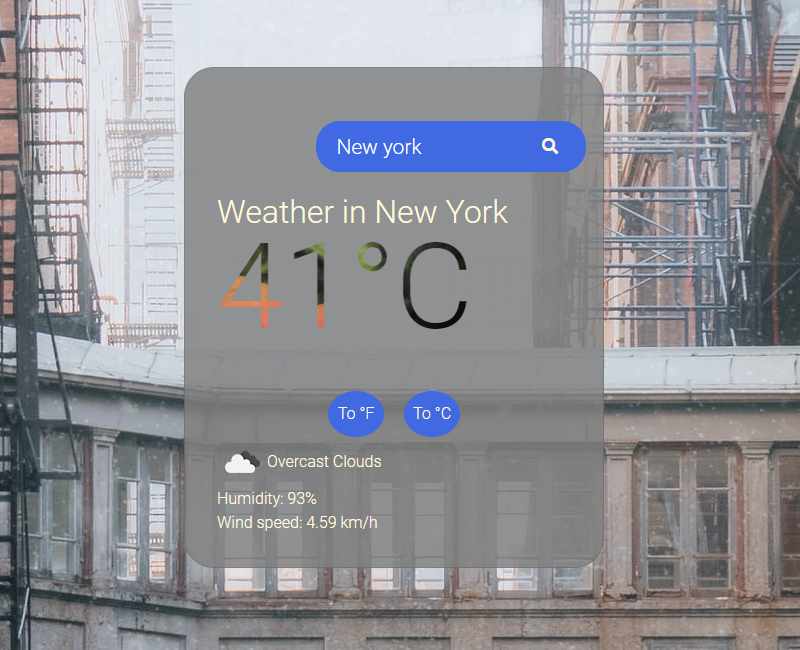 New york
Weather in New York
41°C
To °F To °C
Overcast Clouds
Humidity: 93%
Wind speed: 4.59 km/h